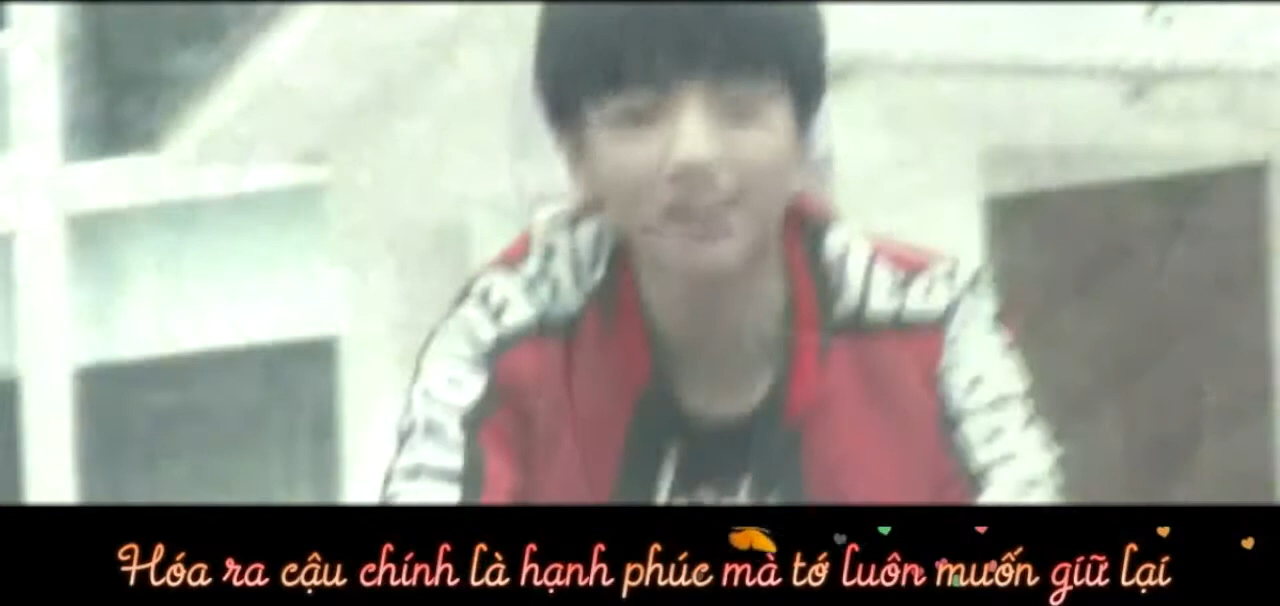 Hóa ra cậu chính là hạnh phúc mà tớ luôn muốn giữ lại